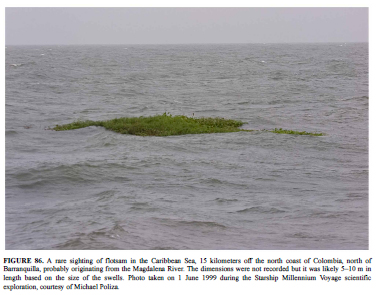 FIGURE 86. A rare sighting of flotsam in the Caribbean Sea, 15 kilometers off the north coast of Colombia, north of
Barranquilla, probably originating from the Magdalena River. The dimensions were not recorded but it was likely 5–10 m in
length based on the size of the swells. Photo taken on 1 June 1999 during the Starship Millennium Voyage scientific
exploration, courtesy of Michael Poliza.